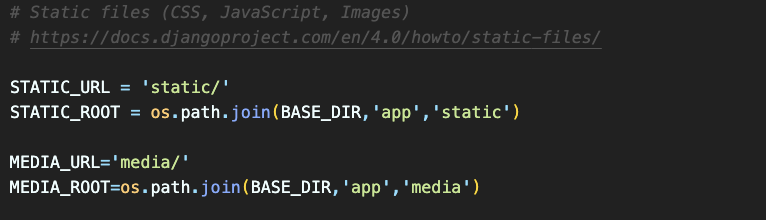 # Static files (CSS, JavaScript, Images)
# https://docs.djangoproject.com/en/4.0/howto/static-files/
STATIC_URL = 'static/'
STATIC_ROOT = os.path.join(BASE_DIR,'app','static')
MEDIA_URL='media/'
MEDIA_ROOT=os.path.join(BASE_DIR,'app','media')